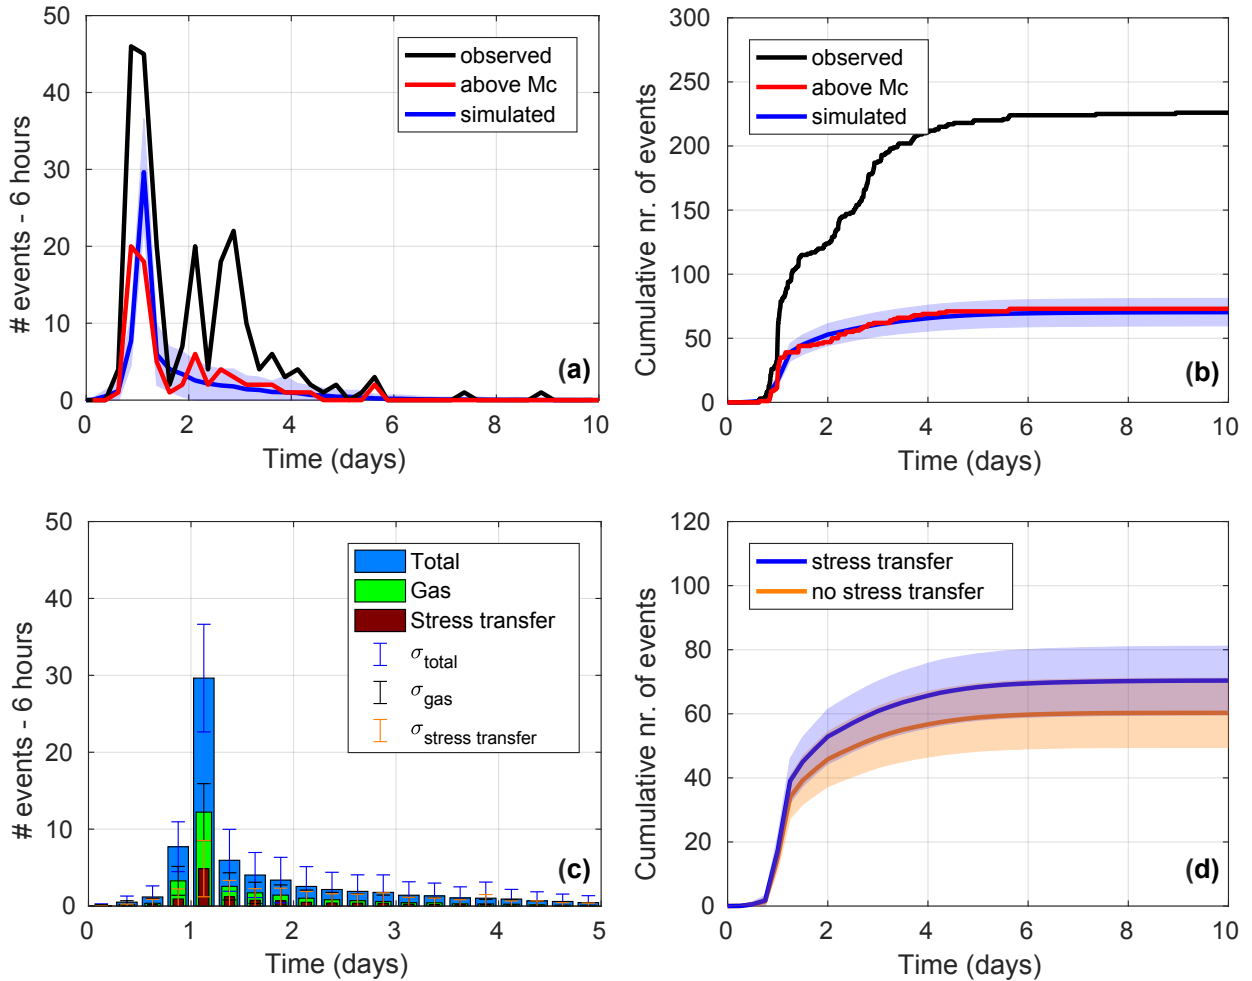 50
40
30
20
10
0
# events - 6 hours
observed
above Mc
simulated
(a)
0 2 4 6 8 10
Time (days)
300
250
200
150
100
50
0
Cumulative nr. of events
observed
above Mc
simulated
(b)
0 2 4 6 8 10
Time (days)
50
40
30
20
10
0
# events - 6 hours
Total
Gas
Stress transfer
σtotal
σgas
σstress transfer
(c)
0 1 2 3 4 5
Time (days)
120
100
80
60
40
20
0
Cumulative nr. of events
stress transfer
no stress transfer
(d)
0 2 4 6 8 10
Time (days)